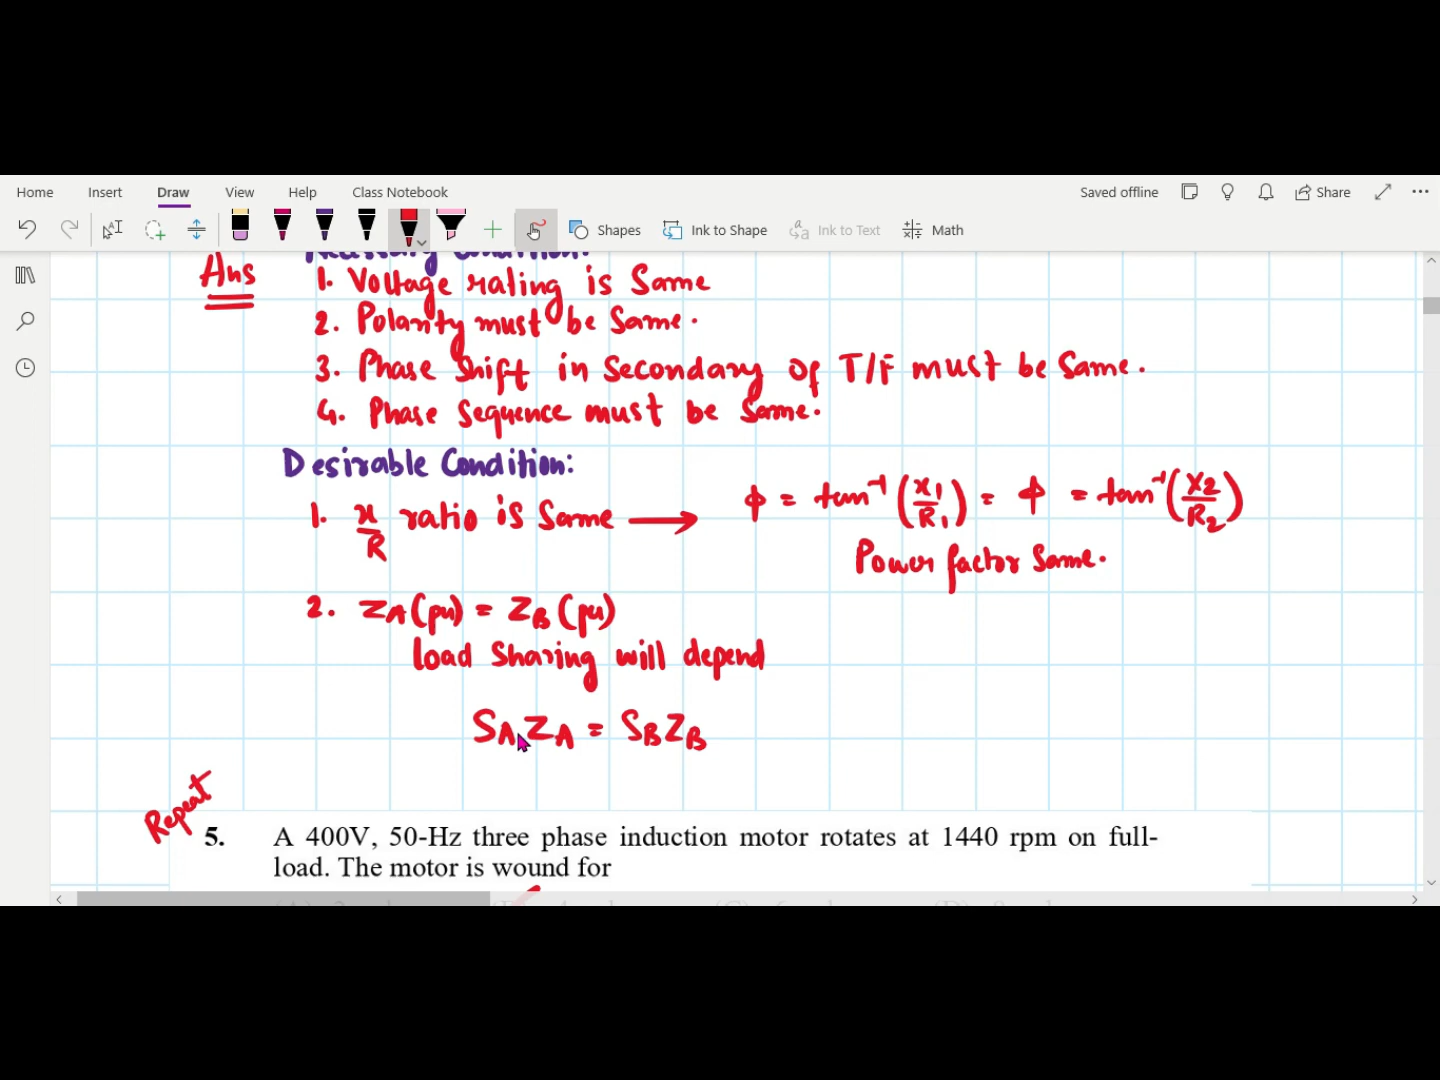 Home Insert Draw View Help Class Notebook Saved offline Share
Shapes Ink to Shape Ink to Text Math
Ans
Necessary Condition:
1. Voltage rating is Same
2. Polarity must be Same.
3. Phase Shift in Secondary of T/F must be Same.
4. Phase Sequence must be Same.
Desirable Condition:
1. x/R ratio is Same → φ = tan⁻¹(X1/R1) = φ = tan⁻¹(X2/R2)
Power factor Same.
2. ZA(pu) = ZB(pu)
load Sharing will depend
SAZA = SBZB
Repeat
5. A 400V, 50-Hz three phase induction motor rotates at 1440 rpm on full-
load. The motor is wound for